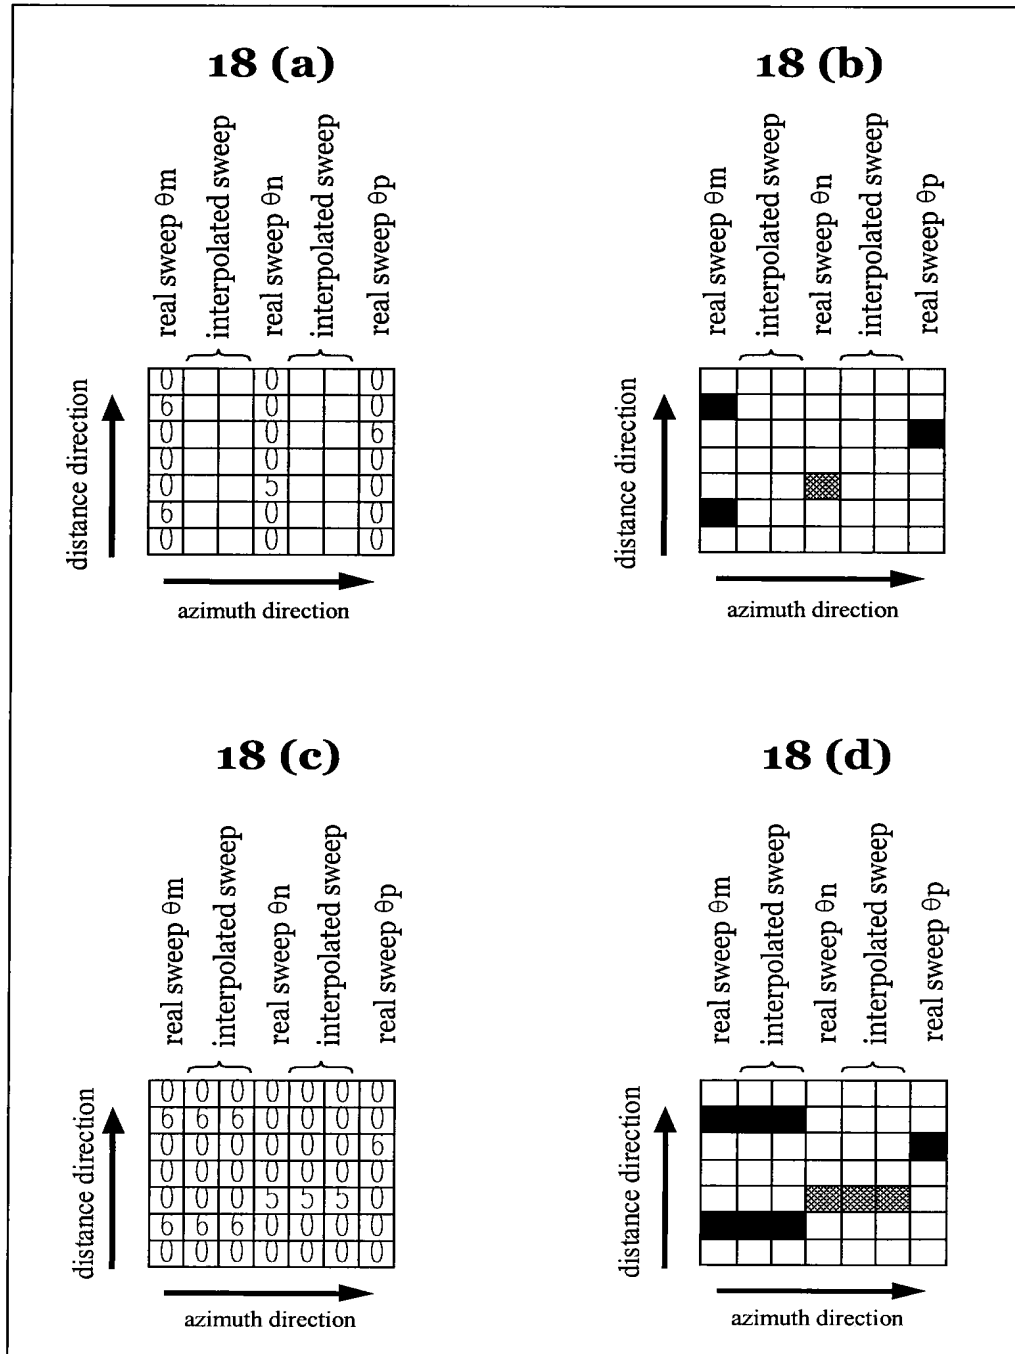 18 (a)
real sweep θm
interpolated sweep
real sweep θn
interpolated sweep
real sweep θp
distance direction
0 0 0
6 0 0
0 0 6
0 0 0
0 5 0
6 0 0
0 0 0
azimuth direction
18 (b)
real sweep θm
interpolated sweep
real sweep θn
interpolated sweep
real sweep θp
distance direction
azimuth direction
18 (c)
real sweep θm
interpolated sweep
real sweep θn
interpolated sweep
real sweep θp
distance direction
0 0 0 0 0 0 0
6 6 6 0 0 0 0
0 0 0 0 0 0 6
0 0 0 0 0 0 0
0 0 0 5 5 5 0
6 6 6 0 0 0 0
0 0 0 0 0 0 0
azimuth direction
18 (d)
real sweep θm
interpolated sweep
real sweep θn
interpolated sweep
real sweep θp
distance direction
azimuth direction